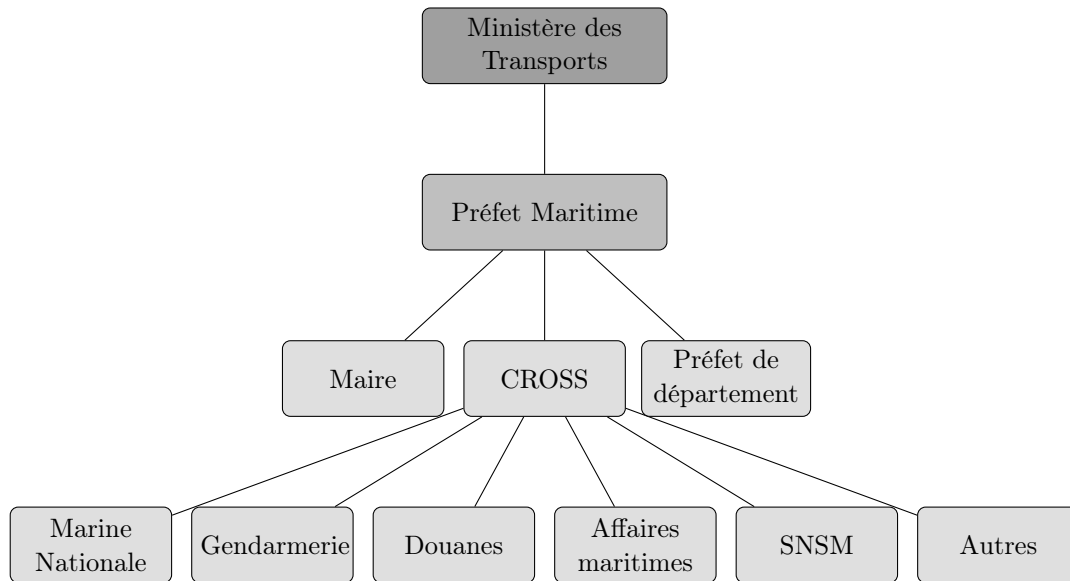 Ministère des
Transports
Préfet Maritime
Maire
CROSS
Préfet de
département
Marine
Nationale
Gendarmerie
Douanes
Affaires
maritimes
SNSM
Autres